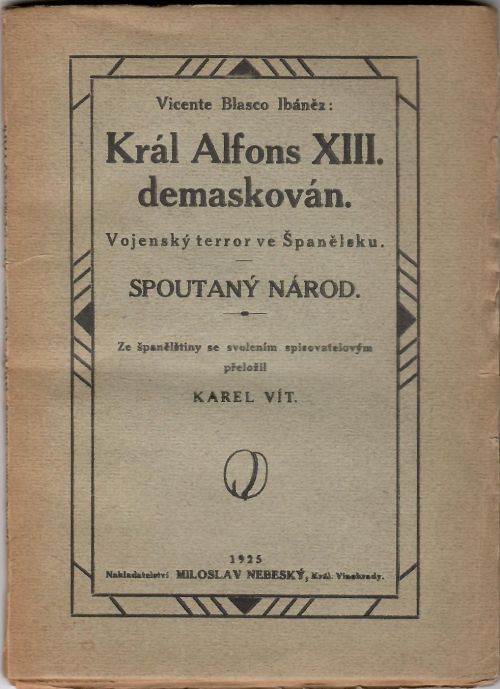 Vicente Blasco Ibáněz:
Král Alfons XIII.
demaskován.
Vojenský terror ve Španělsku.
SPOUTANÝ NÁROD.
Ze španělštiny se svolením spisovatelovým
přeložil
KAREL VÍT.
1925
Nakladatelství MILOSLAV NEBESKÝ, Král. Vinohrady.